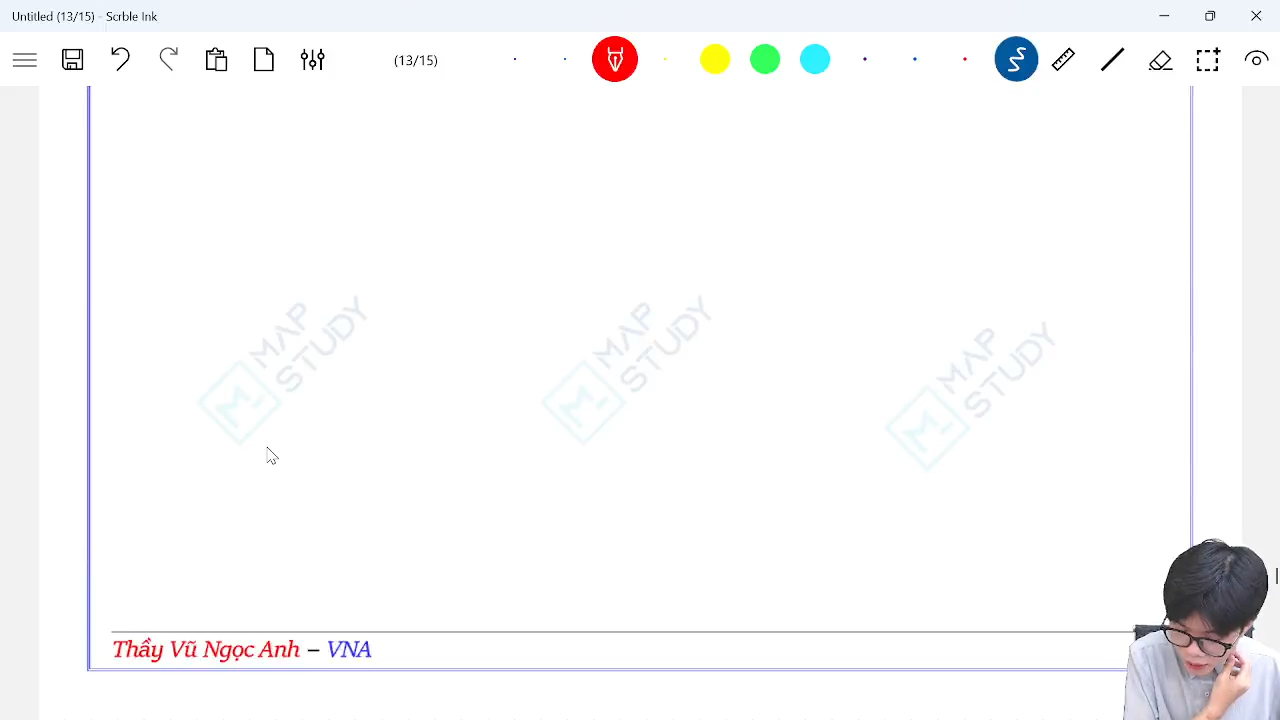 Untitled (13/15) - Scrble Ink
(13/15)
MAP STUDY
MAP STUDY
MAP STUDY
Thầy Vũ Ngọc Anh – VNA